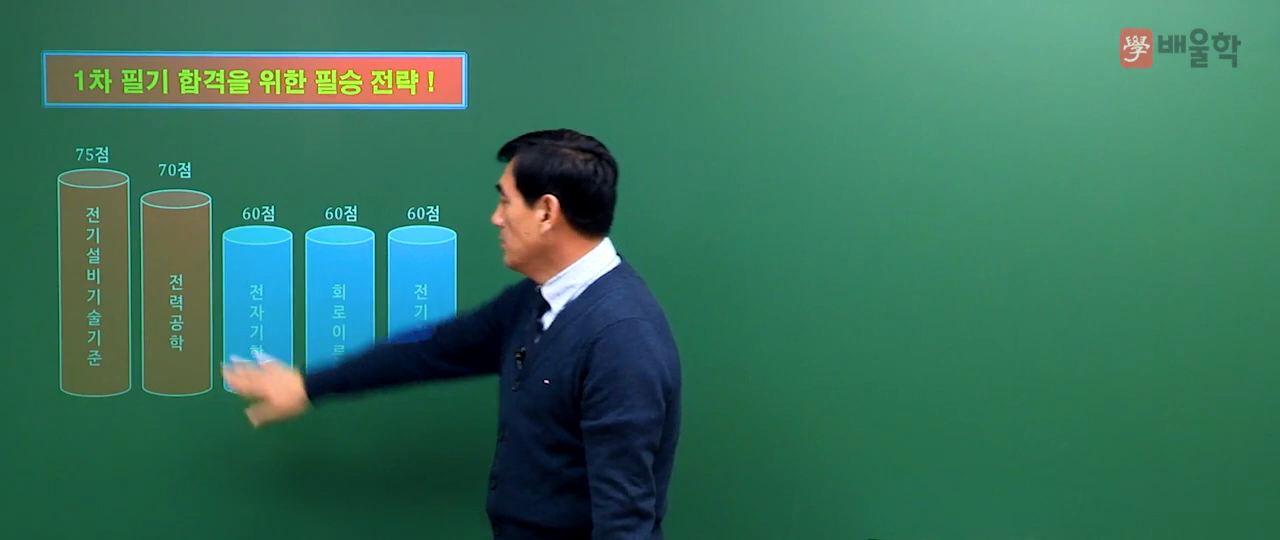 學 배울학
1차 필기 합격을 위한 필승 전략 !
75점
70점
60점
60점
60점
전기설비기술기준
전력공학
전자기학
회로이론
전기